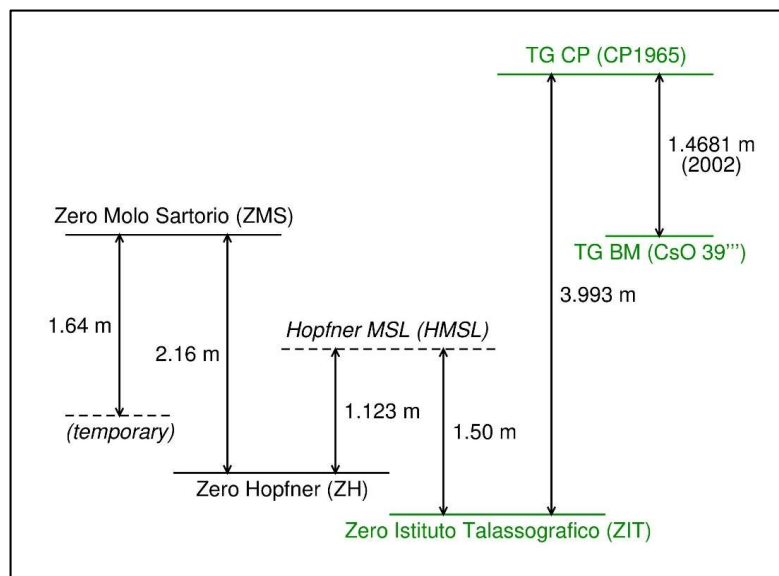 TG CP (CP1965)
1.4681 m
(2002)
Zero Molo Sartorio (ZMS)
TG BM (CsO 39''')
3.993 m
1.64 m
Hopfner MSL (HMSL)
2.16 m
1.123 m
(temporary)
1.50 m
Zero Hopfner (ZH)
Zero Istituto Talassografico (ZIT)